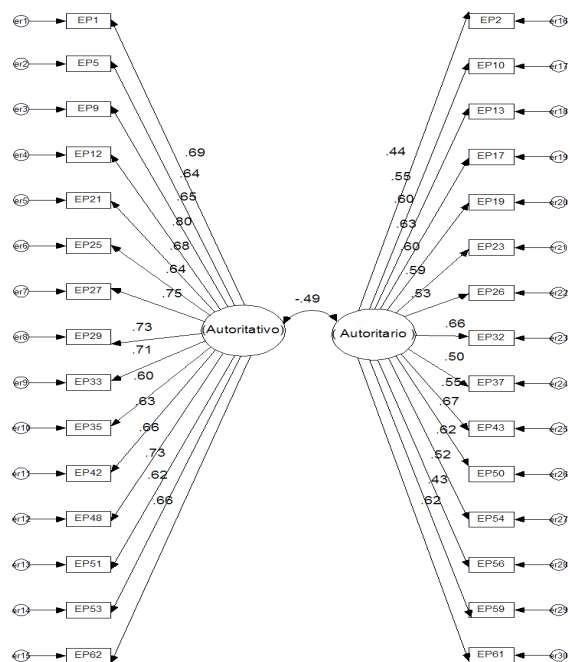 er1 EP1 EP2 er16
er2 EP5 EP10 er17
er3 EP9 EP13 er18
er4 EP12 .69 .44 EP17 er19
.64 .55
er5 EP21 .65 .60 EP19 er20
.80 .63
er6 EP25 .68 .60 EP23 er21
.64 .59
er7 EP27 .75 .53 EP26 er22
-.49
er8 EP29 .73 Autoritativo Autoritario .66 EP32 er23
.71 .50
er9 EP33 .60 .55 EP37 er24
.63 .67
er10 EP35 .66 .62 EP43 er25
.73 .52
er11 EP42 .62 .43 EP50 er26
.66 .62
er12 EP48 EP54 er27
er13 EP51 EP56 er28
er14 EP53 EP59 er29
er15 EP62 EP61 er30